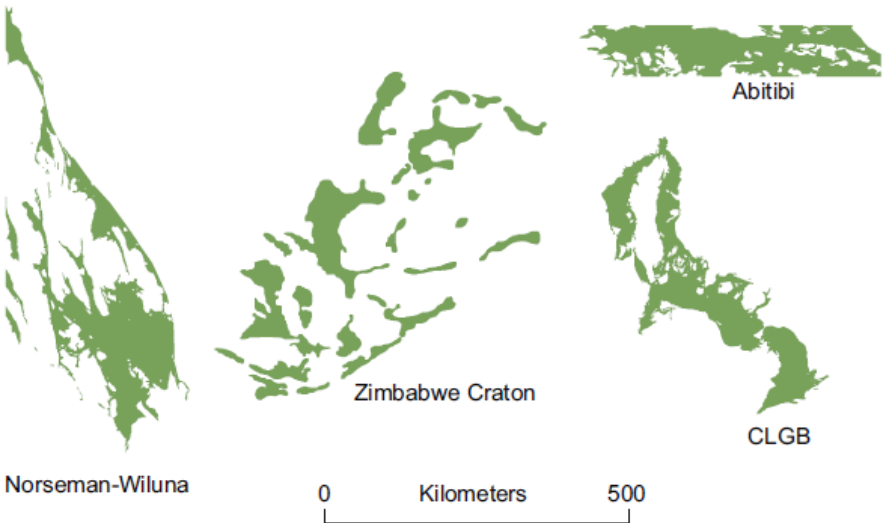 Abitibi
Zimbabwe Craton
CLGB
Norseman-Wiluna
0 Kilometers 500